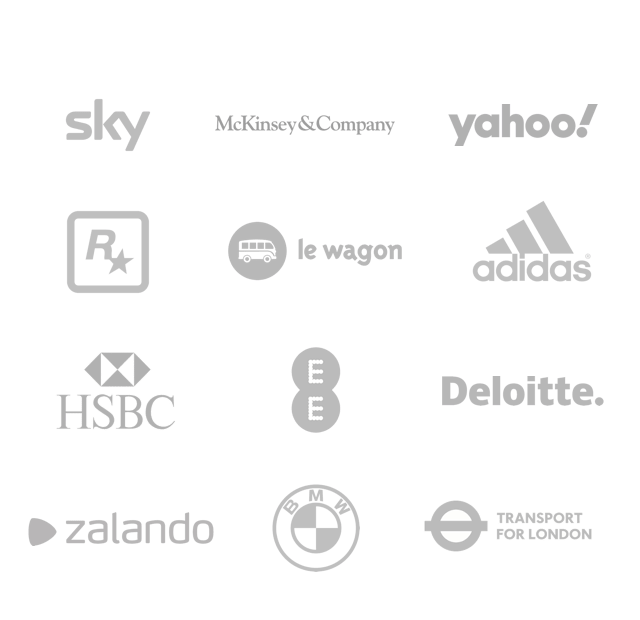 sky
McKinsey&Company
yahoo!
R
le wagon
adidas®
HSBC
E
E
Deloitte.
zalando
BMW
TRANSPORT
FOR LONDON